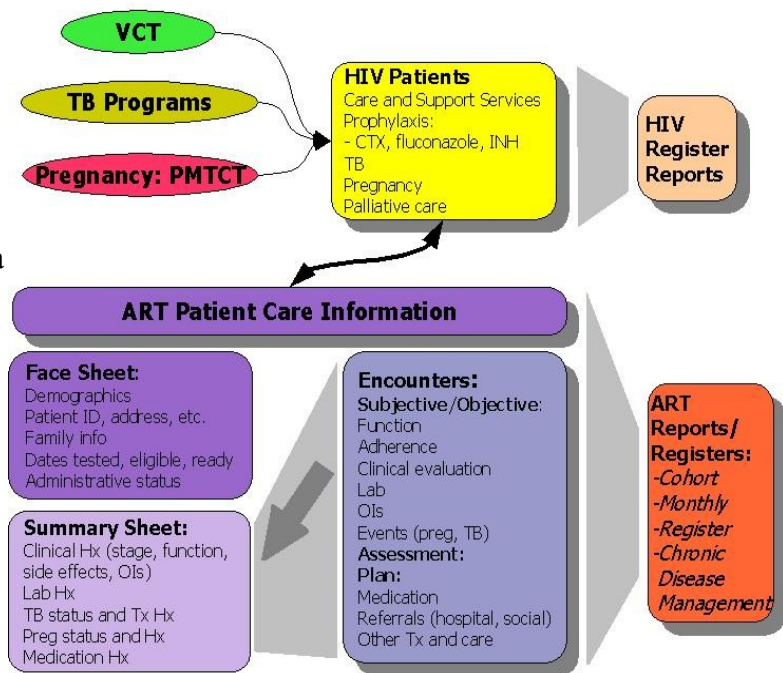 VCT
TB Programs
Pregnancy: PMTCT
HIV Patients
Care and Support Services
Prophylaxis:
- CTX, fluconazole, INH
TB
Pregnancy
Palliative care
HIV
Register
Reports
a
ART Patient Care Information
Face Sheet:
Demographics
Patient ID, address, etc.
Family info
Dates tested, eligible, ready
Administrative status
Summary Sheet:
Clinical Hx (stage, function,
side effects, OIs)
Lab Hx
TB status and Tx Hx
Preg status and Hx
Medication Hx
Encounters:
Subjective/Objective:
Function
Adherence
Clinical evaluation
Lab
OIs
Events (preg, TB)
Assessment:
Plan:
Medication
Referrals (hospital, social)
Other Tx and care
ART
Reports/
Registers:
-Cohort
-Monthly
-Register
-Chronic
Disease
Management